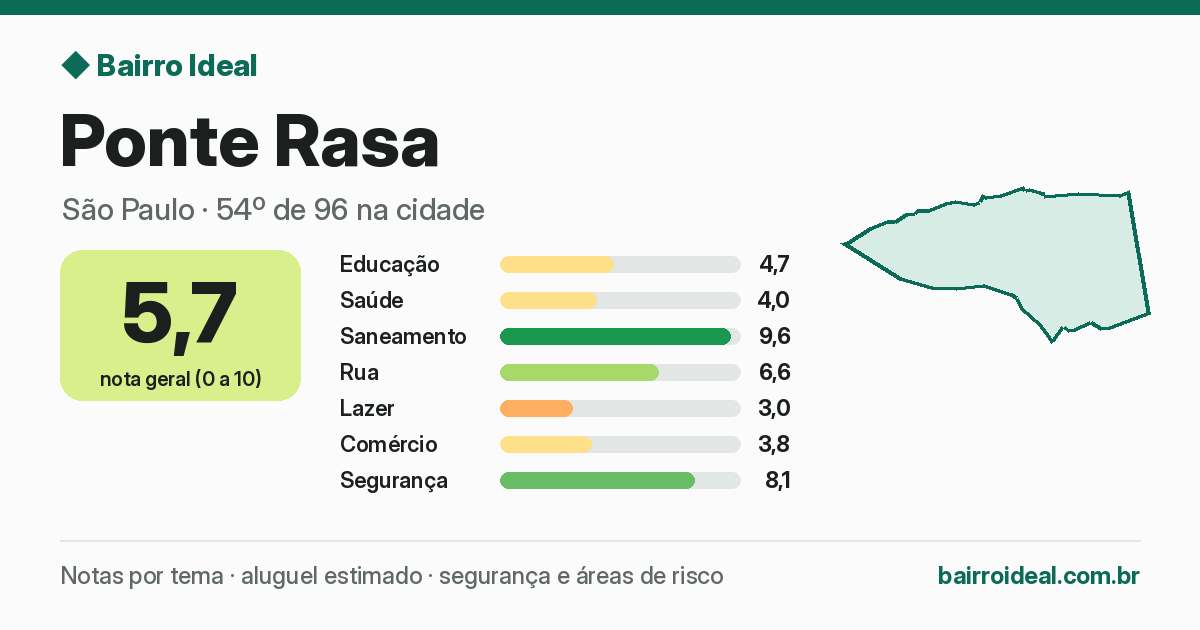 Bairro Ideal
Ponte Rasa
São Paulo · 54º de 96 na cidade
5,7
nota geral (0 a 10)
Educação 4,7
Saúde 4,0
Saneamento 9,6
Rua 6,6
Lazer 3,0
Comércio 3,8
Segurança 8,1
Notas por tema · aluguel estimado · segurança e áreas de risco
bairroideal.com.br